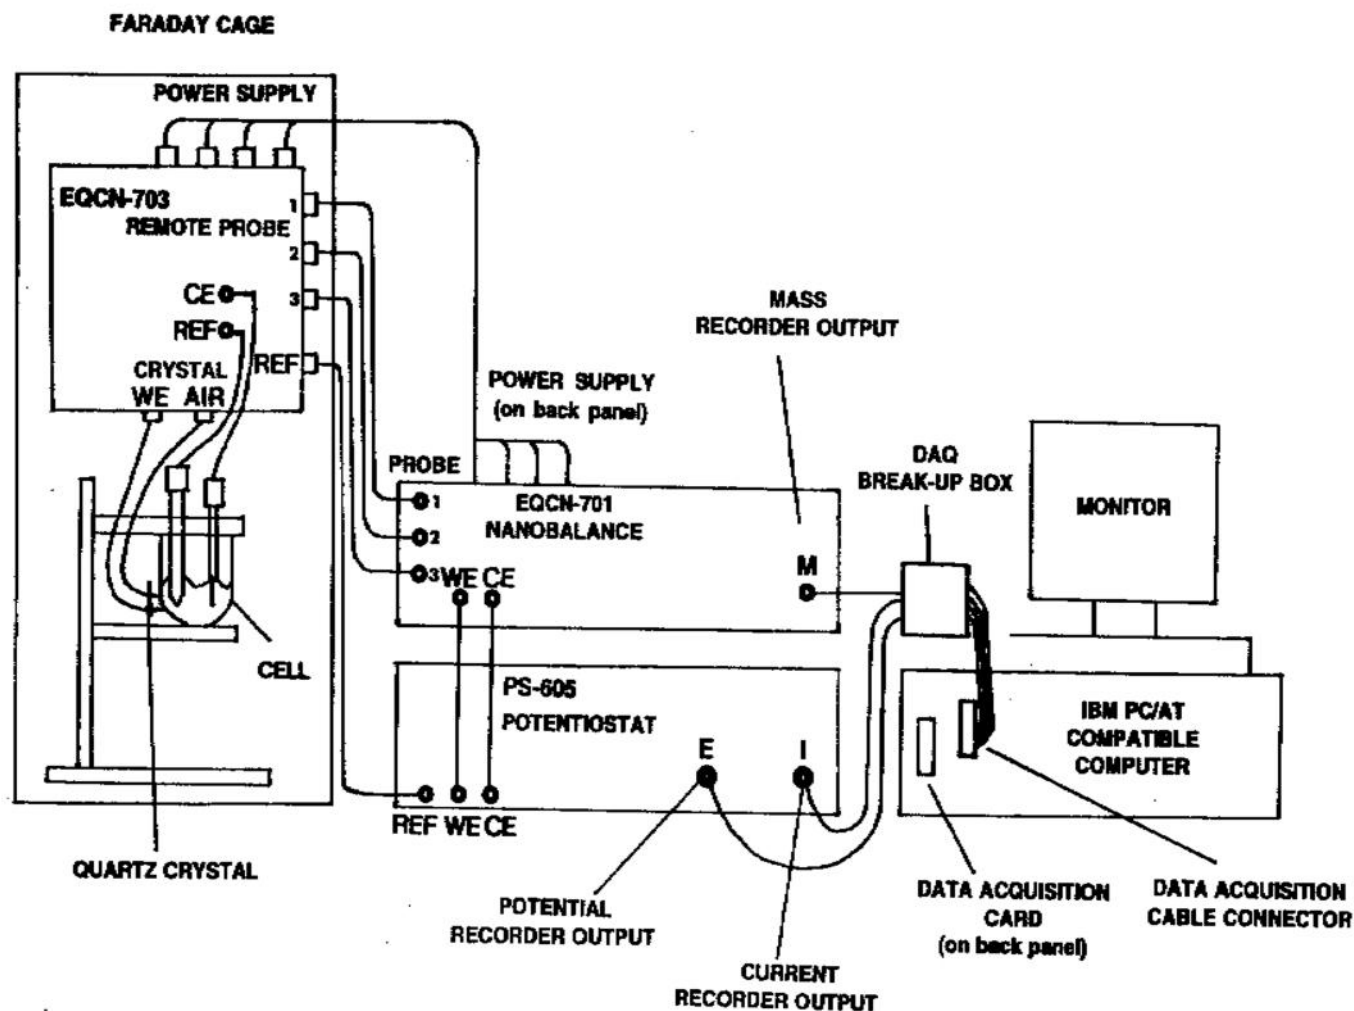 FARADAY CAGE
POWER SUPPLY
EQCN-703
REMOTE PROBE
1
2
3
CE
REF
REF
CRYSTAL
WE AIR
CELL
QUARTZ CRYSTAL
POWER SUPPLY
(on back panel)
PROBE
1
2
3
EQCN-701
NANOBALANCE
WE CE
M
MASS
RECORDER OUTPUT
PS-605
POTENTIOSTAT
E
I
REF WE CE
POTENTIAL
RECORDER OUTPUT
CURRENT
RECORDER OUTPUT
DAQ
BREAK-UP BOX
MONITOR
IBM PC/AT
COMPATIBLE
COMPUTER
DATA ACQUISITION
CARD
(on back panel)
DATA ACQUISITION
CABLE CONNECTOR